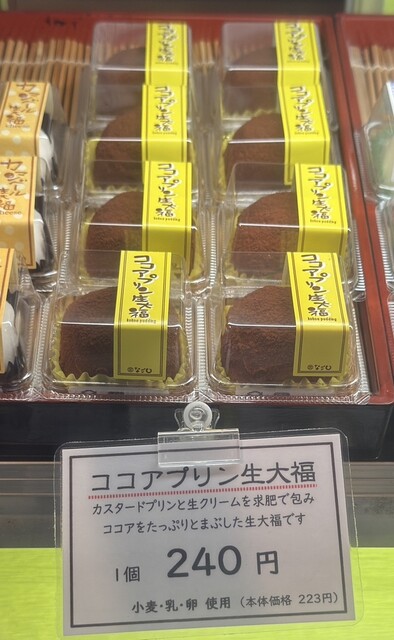 ココアプリン生大福
ココアプリン生大福
ココアプリン生大福
ココアプリン生大福
ココアプリン生大福
ココアプリン生大福
ココアプリン生大福
cocoa pudding
ココアプリン生大福
cocoa pudding
ココアプリン生大福
カスタードプリンと生クリームを求肥で包み
ココアをたっぷりとまぶした生大福です
1個 240 円
小麦・乳・卵 使用 (本体価格 223円)